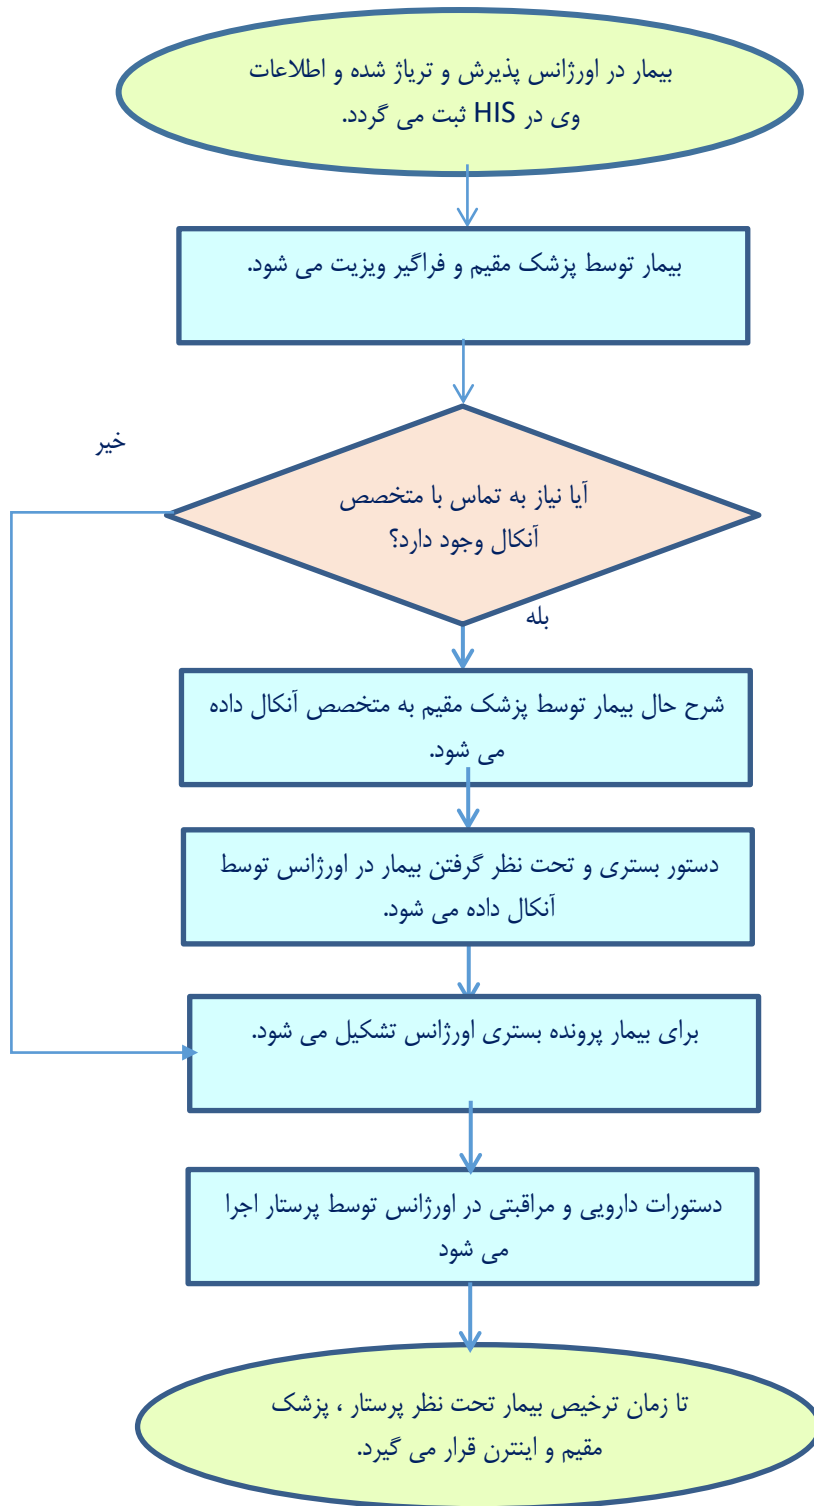 بیمار در اورژانس پذیرش و تریاژ شده و اطلاعات
وی در HIS ثبت می گردد.
بیمار توسط پزشک مقیم و فراگیر ویزیت می شود.
خیر
آیا نیاز به تماس با متخصص
آنکال وجود دارد؟
بله
شرح حال بیمار توسط پزشک مقیم به متخصص آنکال داده
می شود.
دستور بستری و تحت نظر گرفتن بیمار در اورژانس توسط
آنکال داده می شود.
برای بیمار پرونده بستری اورژانس تشکیل می شود.
دستورات دارویی و مراقبتی در اورژانس توسط پرستار اجرا
می شود
تا زمان ترخیص بیمار تحت نظر پرستار ، پزشک
مقیم و اینترن قرار می گیرد.